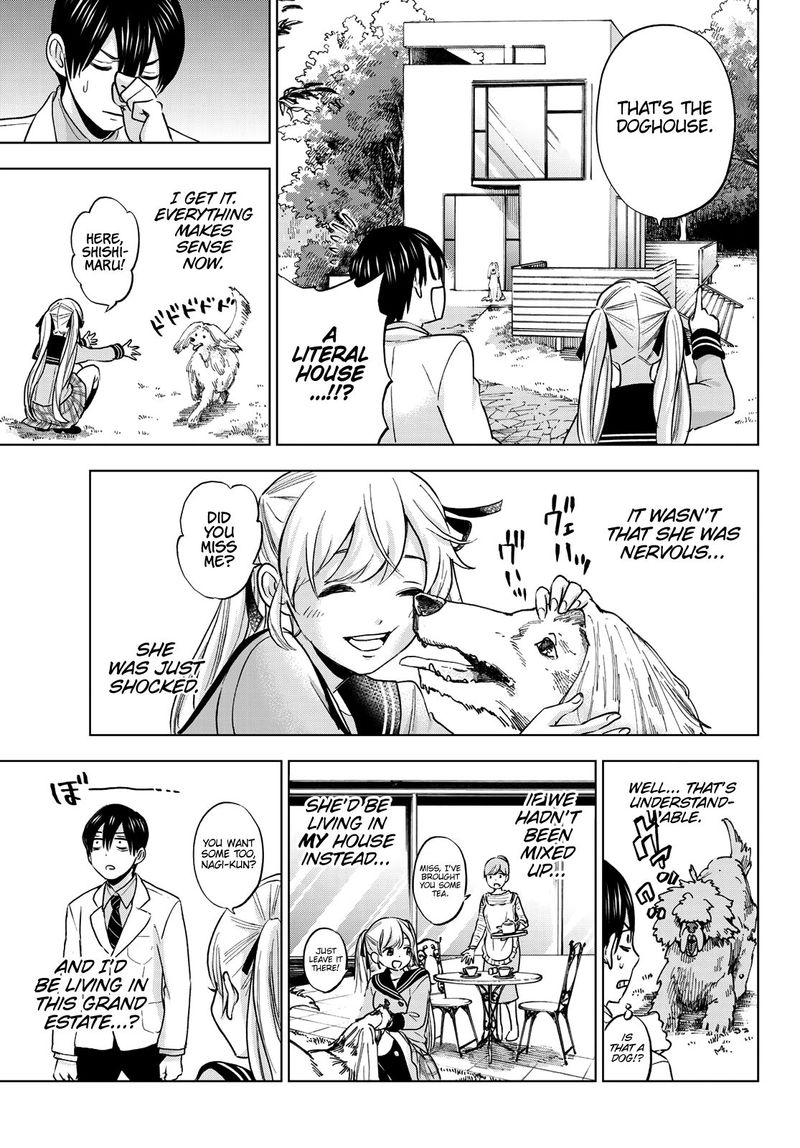 THAT'S THE
DOGHOUSE.
A
LITERAL
HOUSE
...!!?
I GET IT.
EVERYTHING
MAKES
SENSE
NOW.
HERE,
SHISHI-
MARU!
ドドドドド
IT WASN'T
THAT SHE WAS
NERVOUS...
ヴェ
ヴ
ハッ
ハッ
DID
YOU
MISS
ME?
SHE
WAS JUST
SHOCKED.
WELL... THAT'S
UNDERSTAND-
ABLE.
IS
THAT A
DOG!?
IF WE
HADN'T
BEEN
MIXED
UP...
MISS, I'VE
BROUGHT
YOU SOME
TEA.
SHE'D BE
LIVING IN
MY HOUSE
INSTEAD...
JUST
LEAVE IT
THERE!
YOU WANT
SOME TOO,
NAGI-KUN?
ぼー
AND I'D
BE LIVING IN
THIS GRAND
ESTATE...?